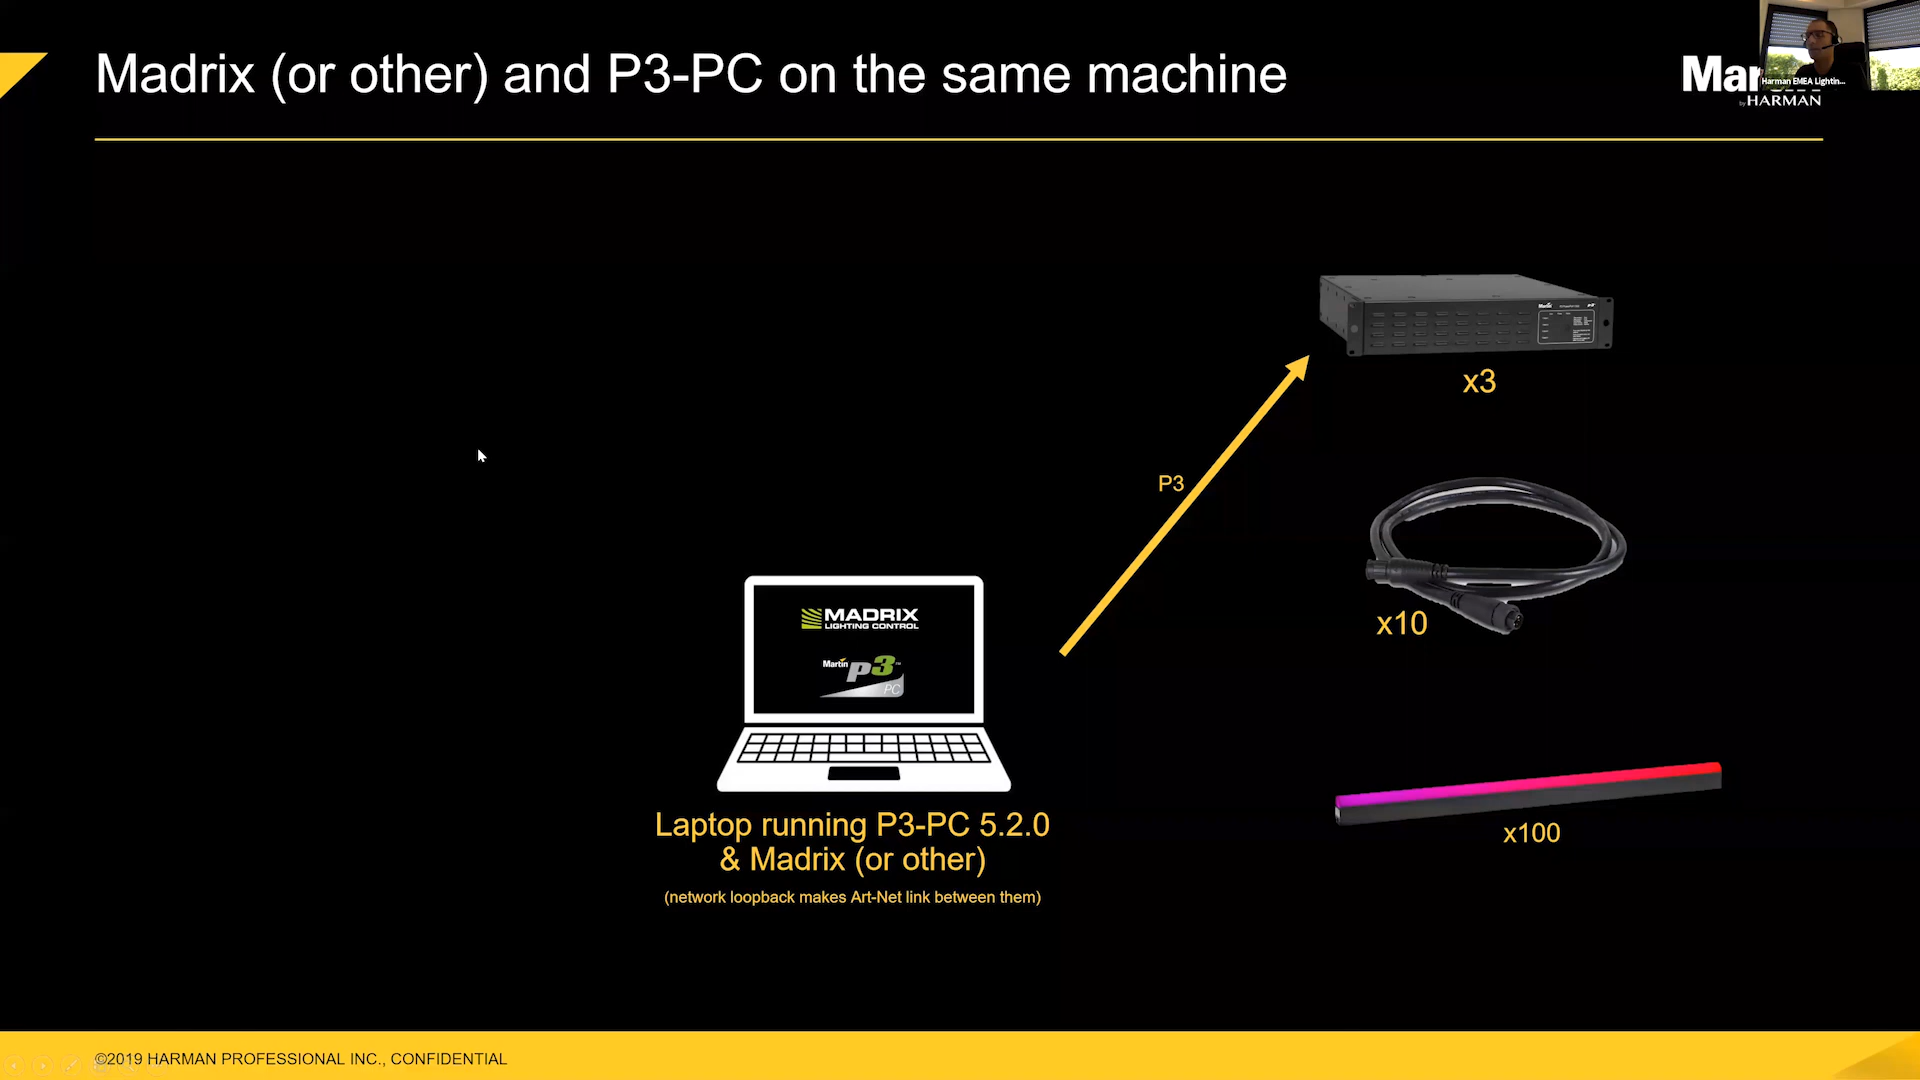 Madrix (or other) and P3-PC on the same machine
Mar
by HARMAN
Harman EMEA Lightin...
x3
P3
x10
MADRIX
LIGHTING CONTROL
Martin P3™
PC
x100
Laptop running P3-PC 5.2.0
& Madrix (or other)
(network loopback makes Art-Net link between them)
©2019 HARMAN PROFESSIONAL INC., CONFIDENTIAL